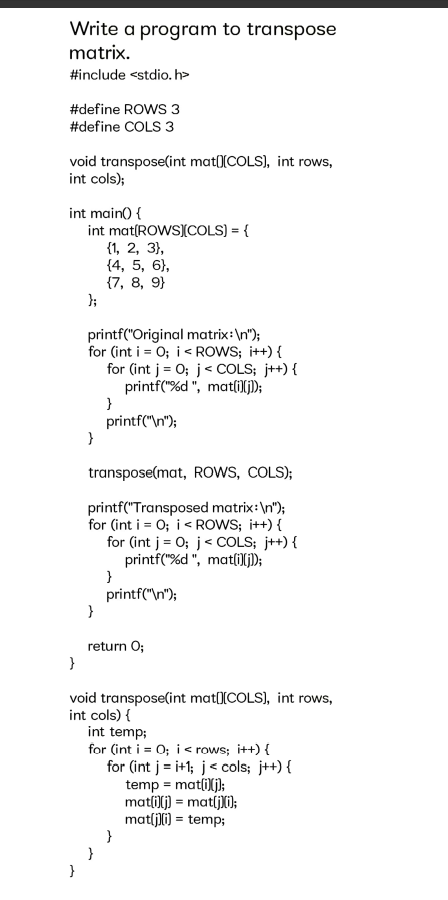 Write a program to transpose
matrix.
#include <stdio.h>
#define ROWS 3
#define COLS 3
void transpose(int mat[][COLS], int rows,
int cols);
int main() {
int mat[ROWS][COLS] = {
{1, 2, 3},
{4, 5, 6},
{7, 8, 9}
};
printf("Original matrix:\n");
for (int i = 0; i < ROWS; i++) {
for (int j = 0; j < COLS; j++) {
printf("%d ", mat[i][j]);
}
printf("\n");
}
transpose(mat, ROWS, COLS);
printf("Transposed matrix:\n");
for (int i = 0; i < ROWS; i++) {
for (int j = 0; j < COLS; j++) {
printf("%d ", mat[i][j]);
}
printf("\n");
}
return 0;
}
void transpose(int mat[][COLS], int rows,
int cols) {
int temp;
for (int i = 0; i < rows; i++) {
for (int j = i+1; j < cols; j++) {
temp = mat[i][j];
mat[i][j] = mat[j][i];
mat[j][i] = temp;
}
}
}